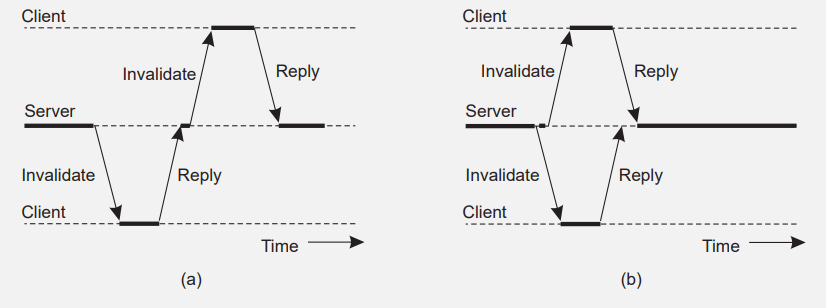 Client
Invalidate
Reply
Server
Invalidate
Reply
Client
Time
(a)
Client
Invalidate
Reply
Server
Invalidate
Reply
Client
Time
(b)